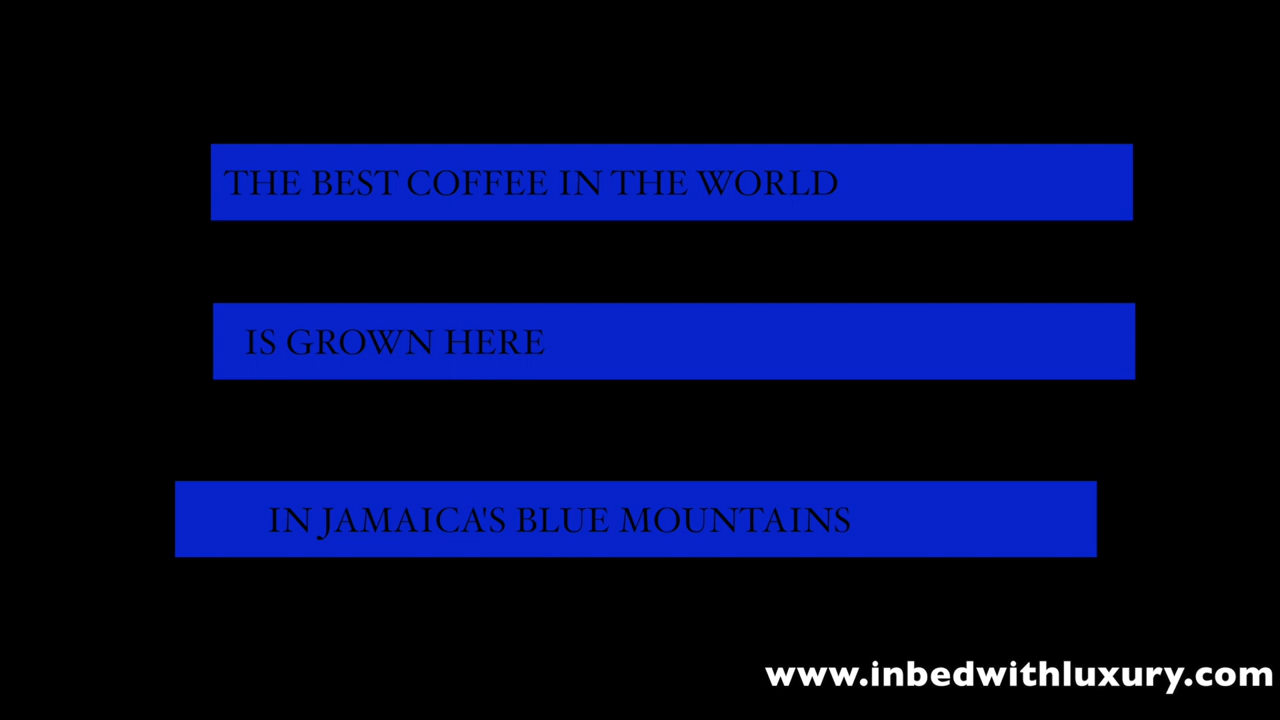 THE BEST COFFEE IN THE WORLD
IS GROWN HERE
IN JAMAICA'S BLUE MOUNTAINS
www.inbedwithluxury.com